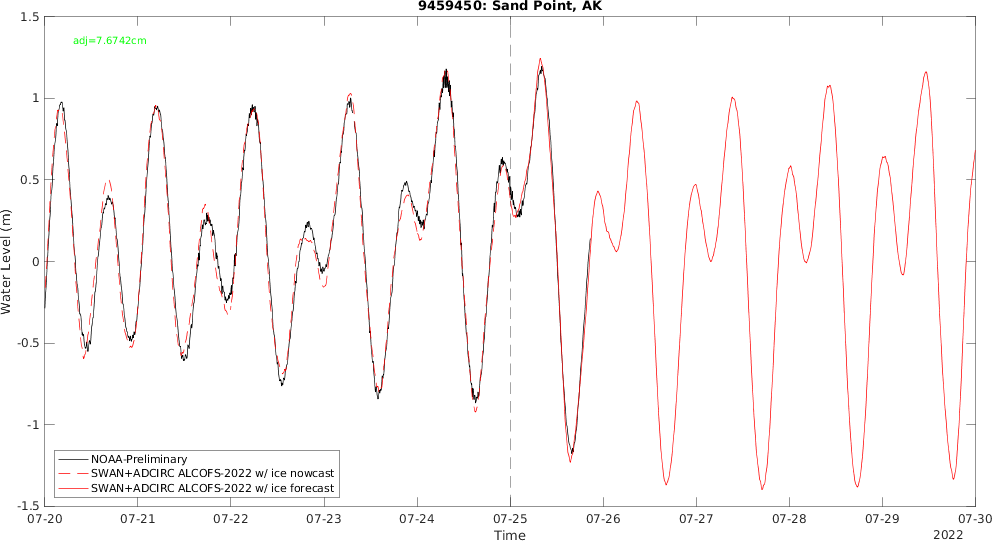 9459450: Sand Point, AK
adj=7.6742cm
Water Level (m)
1.5
1
0.5
0
-0.5
-1
-1.5
NOAA-Preliminary
SWAN+ADCIRC ALCOFS-2022 w/ ice nowcast
SWAN+ADCIRC ALCOFS-2022 w/ ice forecast
07-20 07-21 07-22 07-23 07-24 07-25 07-26 07-27 07-28 07-29 07-30
Time
2022